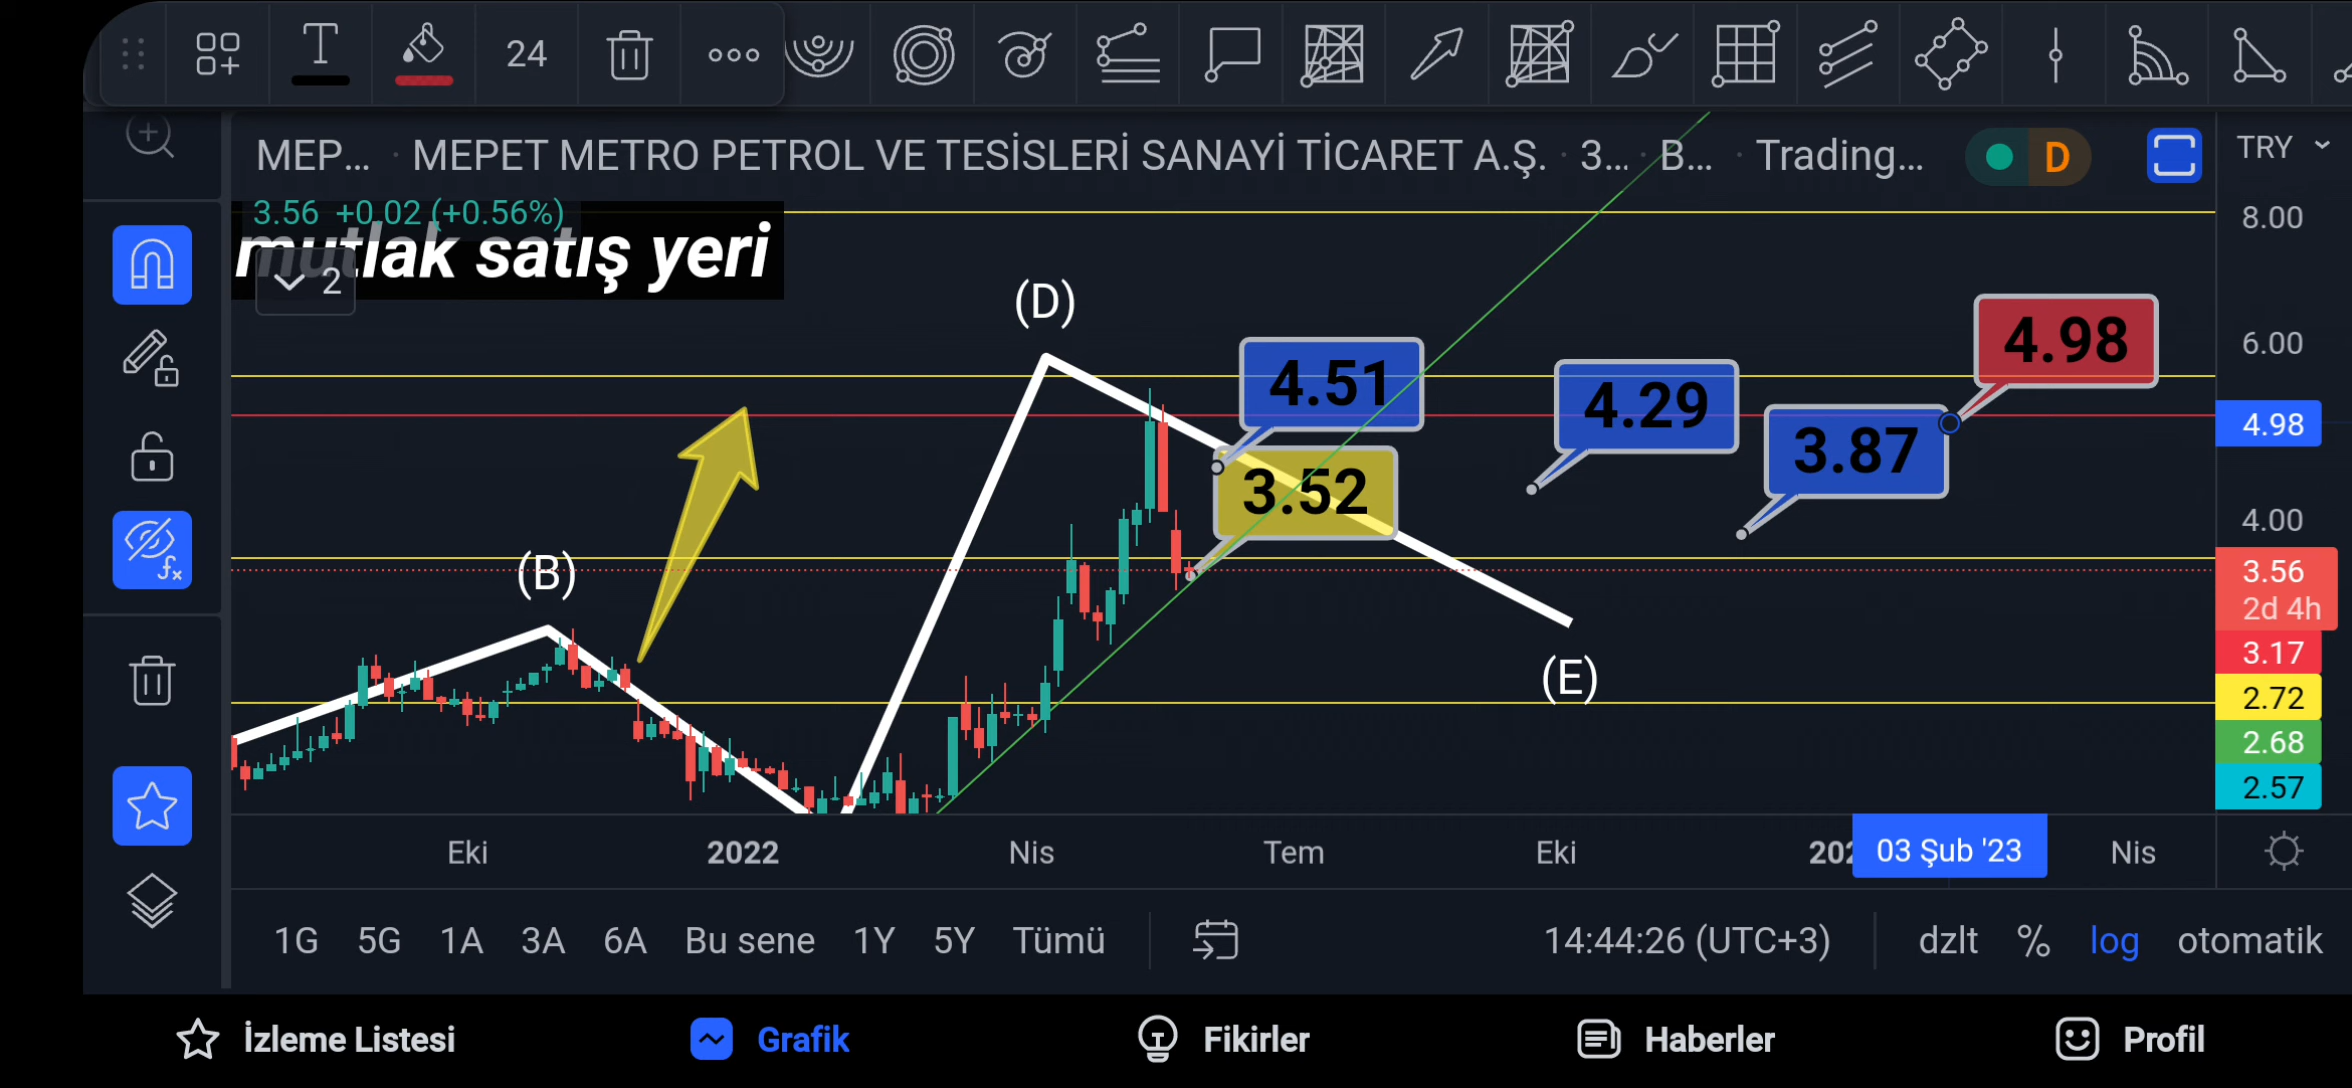 24
MEP... · MEPET METRO PETROL VE TESİSLERİ SANAYİ TİCARET A.Ş. · 3... · B... · Trading... D
TRY
3.56 +0.02 (+0.56%)
mutlak satış yeri
2
8.00
6.00
4.98
4.00
3.56
2d 4h
3.17
2.72
2.68
2.57
(D)
4.98
4.51
4.29
3.87
3.52
(B)
(E)
Eki 2022 Nis Tem Eki 202 03 Şub '23 Nis
1G 5G 1A 3A 6A Bu sene 1Y 5Y Tümü 14:44:26 (UTC+3) dzlt % log otomatik
İzleme Listesi Grafik Fikirler Haberler Profil